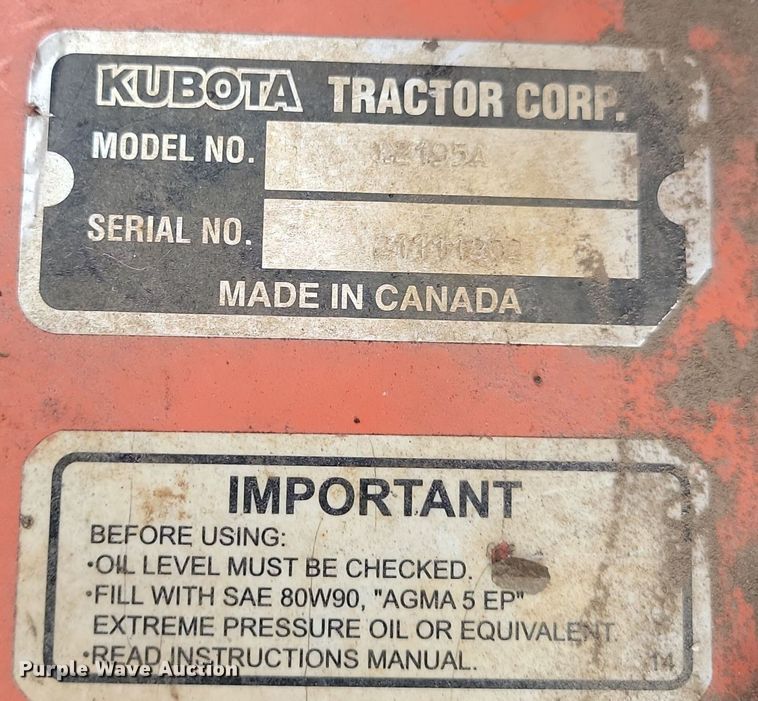 KUBOTA TRACTOR CORP.
MODEL NO.
SERIAL NO.
MADE IN CANADA
IMPORTANT
BEFORE USING:
•OIL LEVEL MUST BE CHECKED.
•FILL WITH SAE 80W90, "AGMA 5 EP"
EXTREME PRESSURE OIL OR EQUIVALENT.
•READ INSTRUCTIONS MANUAL.
14
Purple Wave Auction